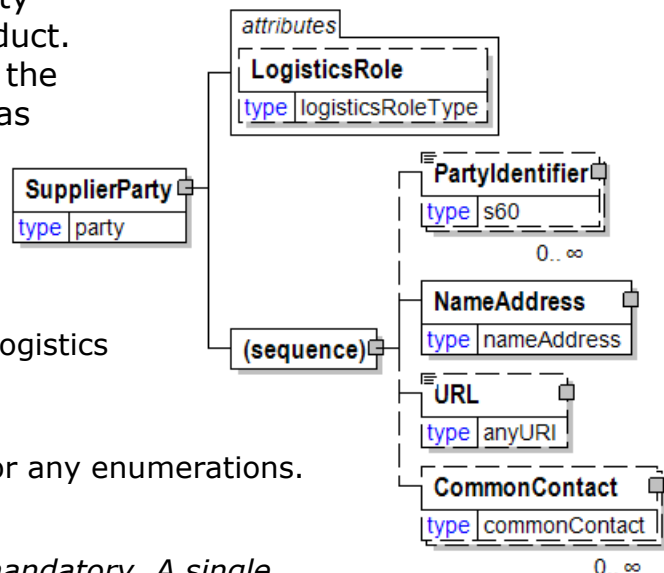 ty
duct.
the
as
attributes
LogisticsRole
type logisticsRoleType
SupplierParty
type party
PartyIdentifier
type s60
0.. ∞
NameAddress
type nameAddress
ogistics
(sequence)
URL
type anyURI
or any enumerations.
CommonContact
type commonContact
mandatory. A single
0.. ∞